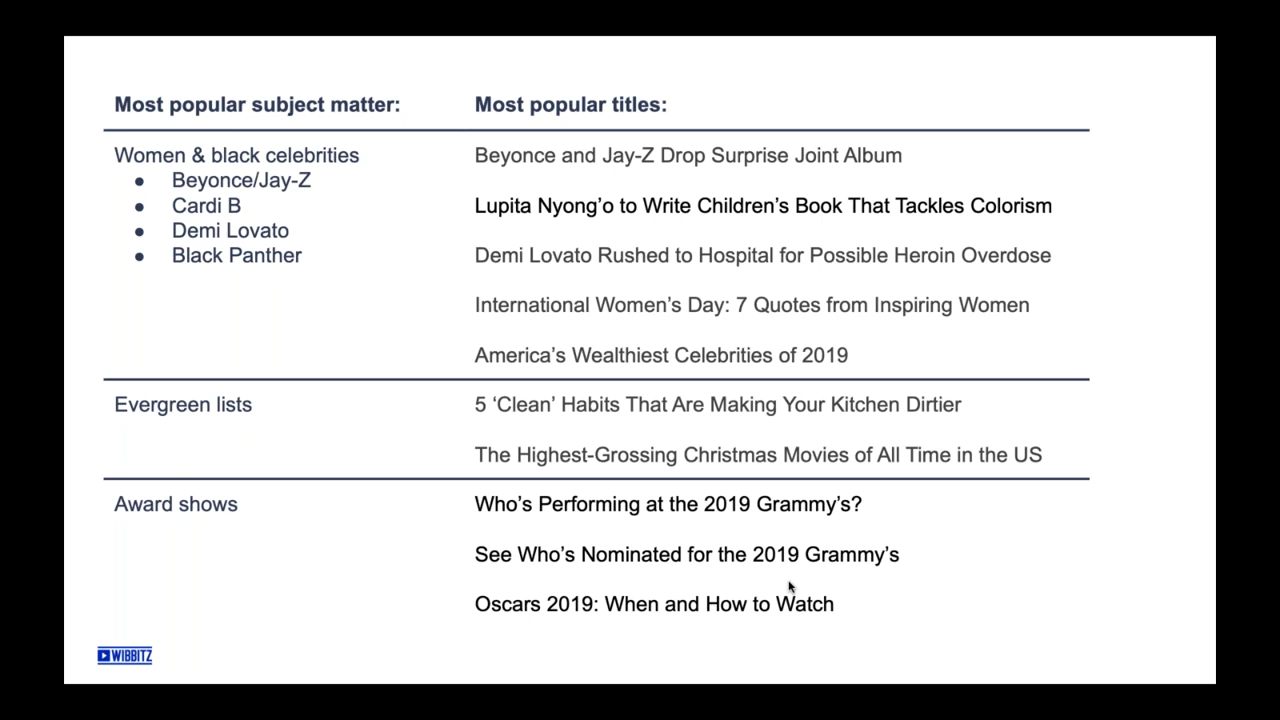 Most popular subject matter:
Most popular titles:
Women & black celebrities
● Beyonce/Jay-Z
● Cardi B
● Demi Lovato
● Black Panther
Beyonce and Jay-Z Drop Surprise Joint Album
Lupita Nyong’o to Write Children’s Book That Tackles Colorism
Demi Lovato Rushed to Hospital for Possible Heroin Overdose
International Women’s Day: 7 Quotes from Inspiring Women
America’s Wealthiest Celebrities of 2019
Evergreen lists
5 ‘Clean’ Habits That Are Making Your Kitchen Dirtier
The Highest-Grossing Christmas Movies of All Time in the US
Award shows
Who’s Performing at the 2019 Grammy’s?
See Who’s Nominated for the 2019 Grammy’s
Oscars 2019: When and How to Watch
WIBBITZ